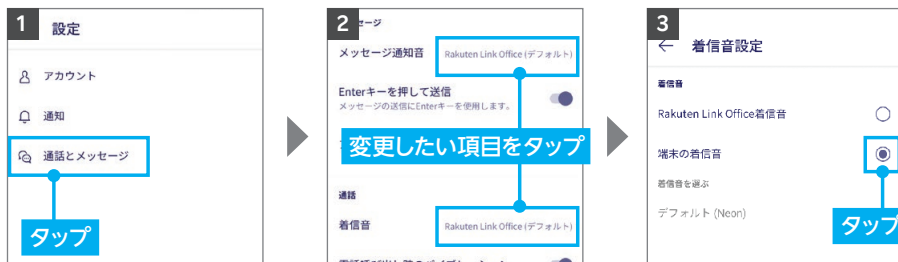 1
設定
アカウント
通知
通話とメッセージ
タップ
2
セージ
メッセージ通知音 Rakuten Link Office (デフォルト)
Enterキーを押して送信
メッセージの送信にEnterキーを使用します。
変更したい項目をタップ
通話
着信音 Rakuten Link Office (デフォルト)
3
← 着信音設定
着信音
Rakuten Link Office着信音
端末の着信音
着信音を選ぶ
デフォルト (Neon)
タップ